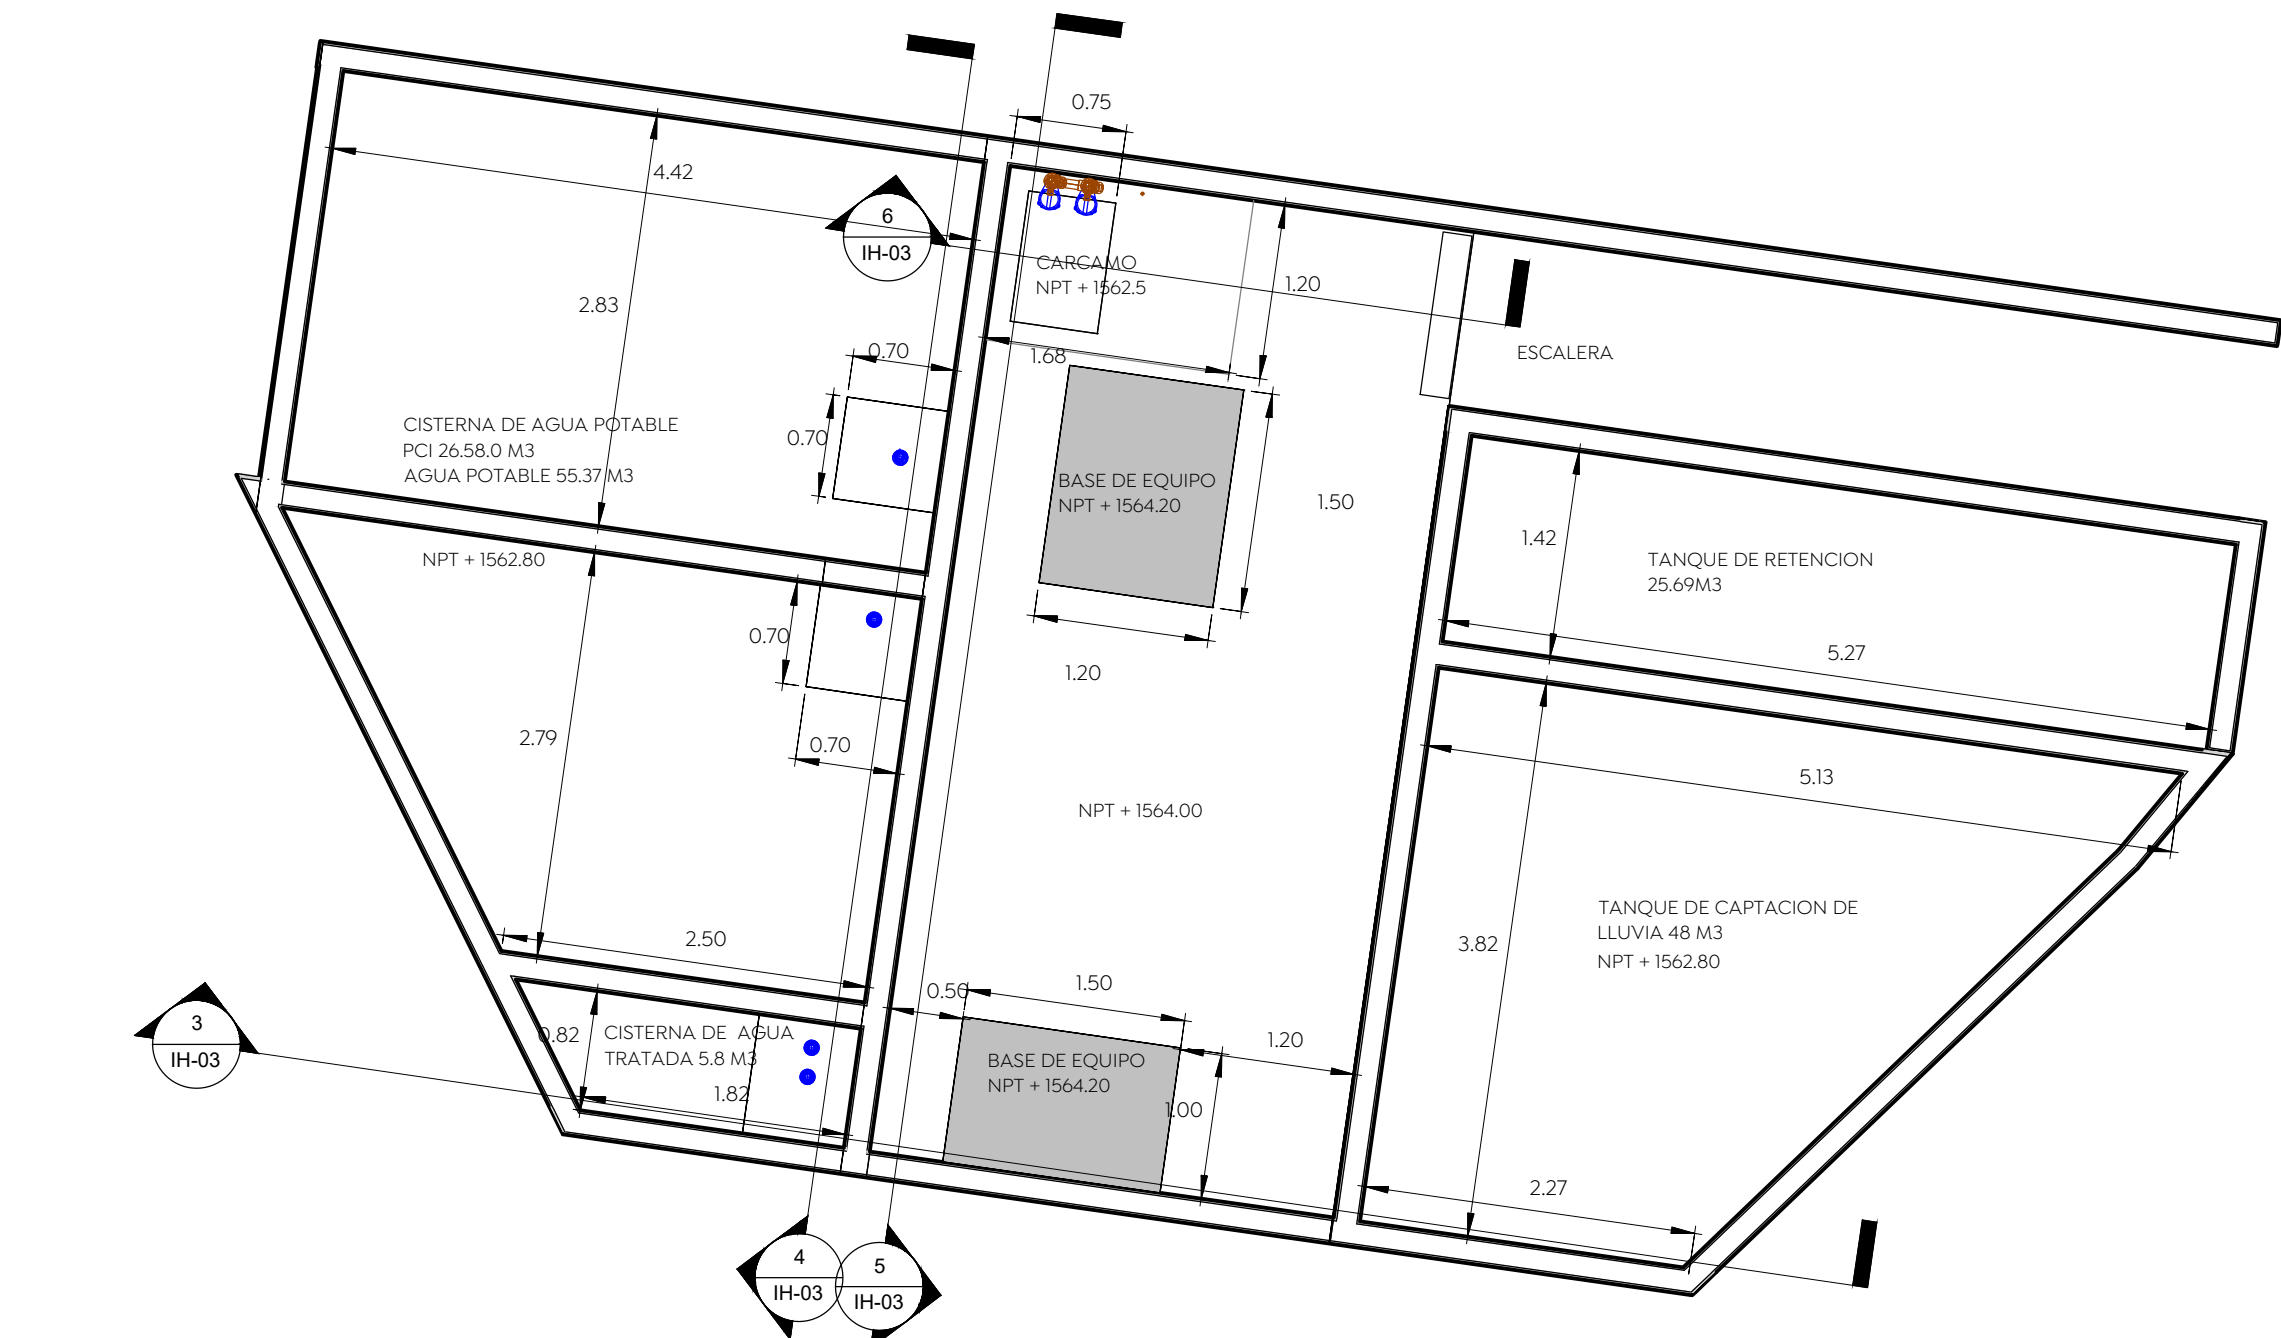 0.75
4.42
6
IH-03
2.83
CARCAMO
NPT + 1562.5
1.20
1.68
ESCALERA
0.70
0.70
CISTERNA DE AGUA POTABLE
PCI 26.58.0 M3
AGUA POTABLE 55.37 M3
BASE DE EQUIPO
NPT + 1564.20
1.50
1.42
TANQUE DE RETENCION
25.69M3
NPT + 1562.80
0.70
1.20
5.27
2.79
0.70
5.13
NPT + 1564.00
TANQUE DE CAPTACION DE
LLUVIA 48 M3
NPT + 1562.80
3.82
2.50
0.50
1.50
3
IH-03
0.82
CISTERNA DE AGUA
TRATADA 5.8 M3
1.82
BASE DE EQUIPO
NPT + 1564.20
1.20
1.00
2.27
4
IH-03
5
IH-03